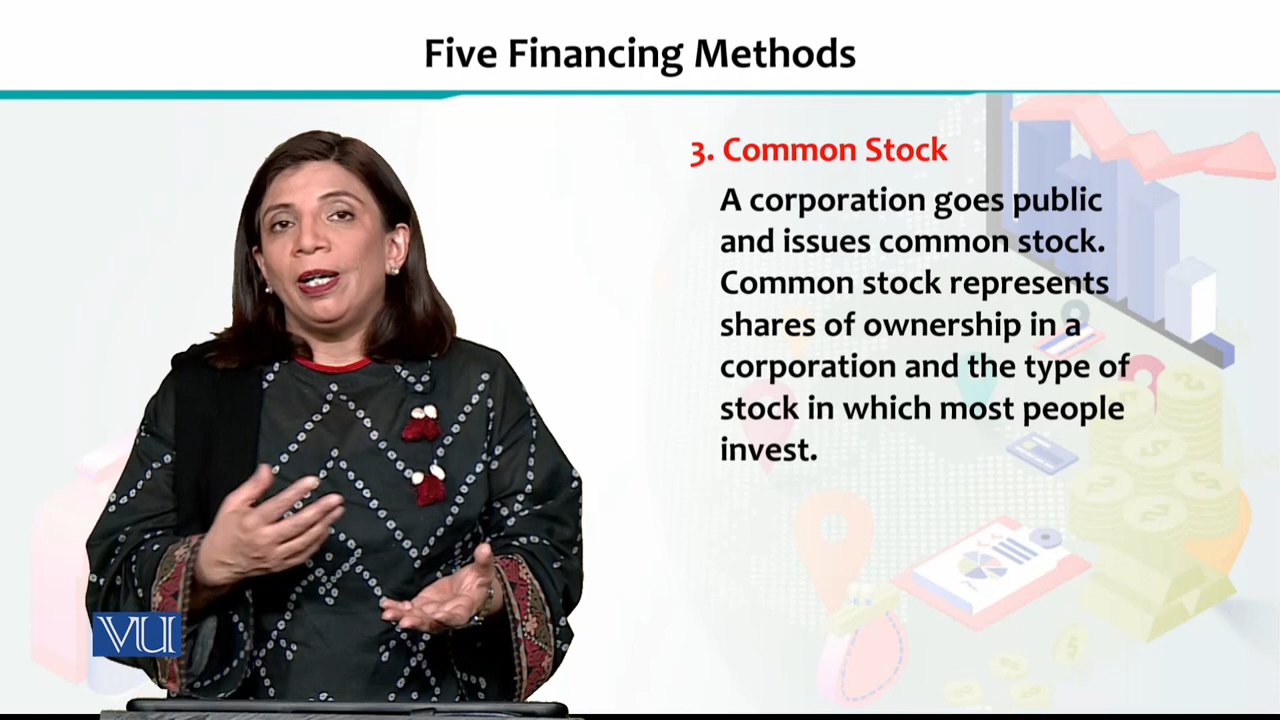 Five Financing Methods
3. Common Stock
A corporation goes public
and issues common stock.
Common stock represents
shares of ownership in a
corporation and the type of
stock in which most people
invest.
VU